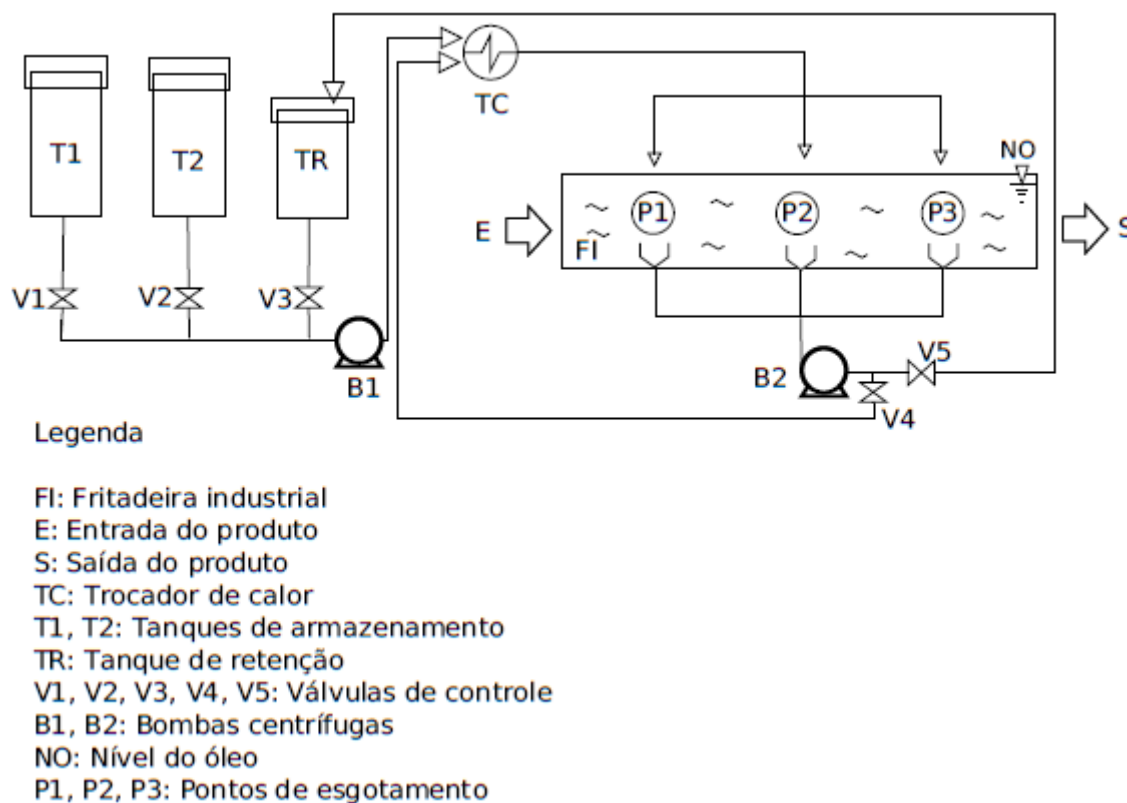 TC
T1
T2
TR
NO
P1
P2
P3
E
FI
S
V1
V2
V3
B1
B2
V5
V4
Legenda
FI: Fritadeira industrial
E: Entrada do produto
S: Saída do produto
TC: Trocador de calor
T1, T2: Tanques de armazenamento
TR: Tanque de retenção
V1, V2, V3, V4, V5: Válvulas de controle
B1, B2: Bombas centrífugas
NO: Nível do óleo
P1, P2, P3: Pontos de esgotamento